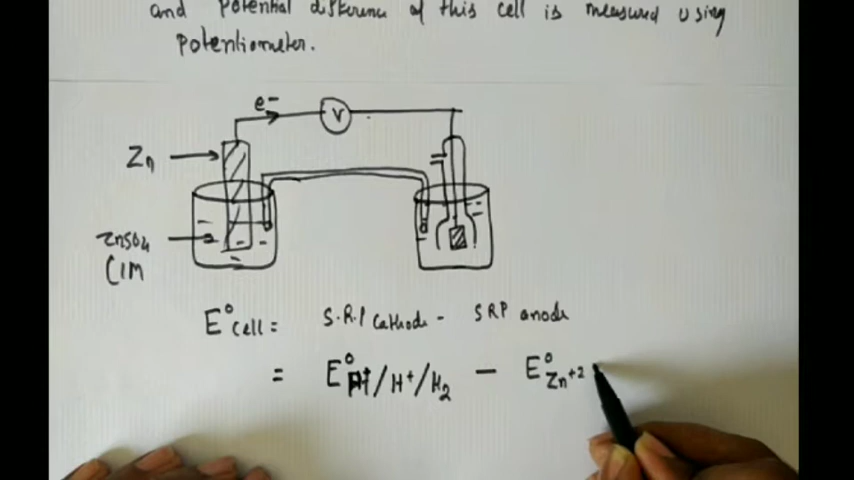 and potential difference of this cell is measured using
potentiometer.
e-
V
Zn
ZnSO4
(1M
E°cell = S.R.P cathode - SRP anode
= E°Pt/H+/H2 - E°Zn+2